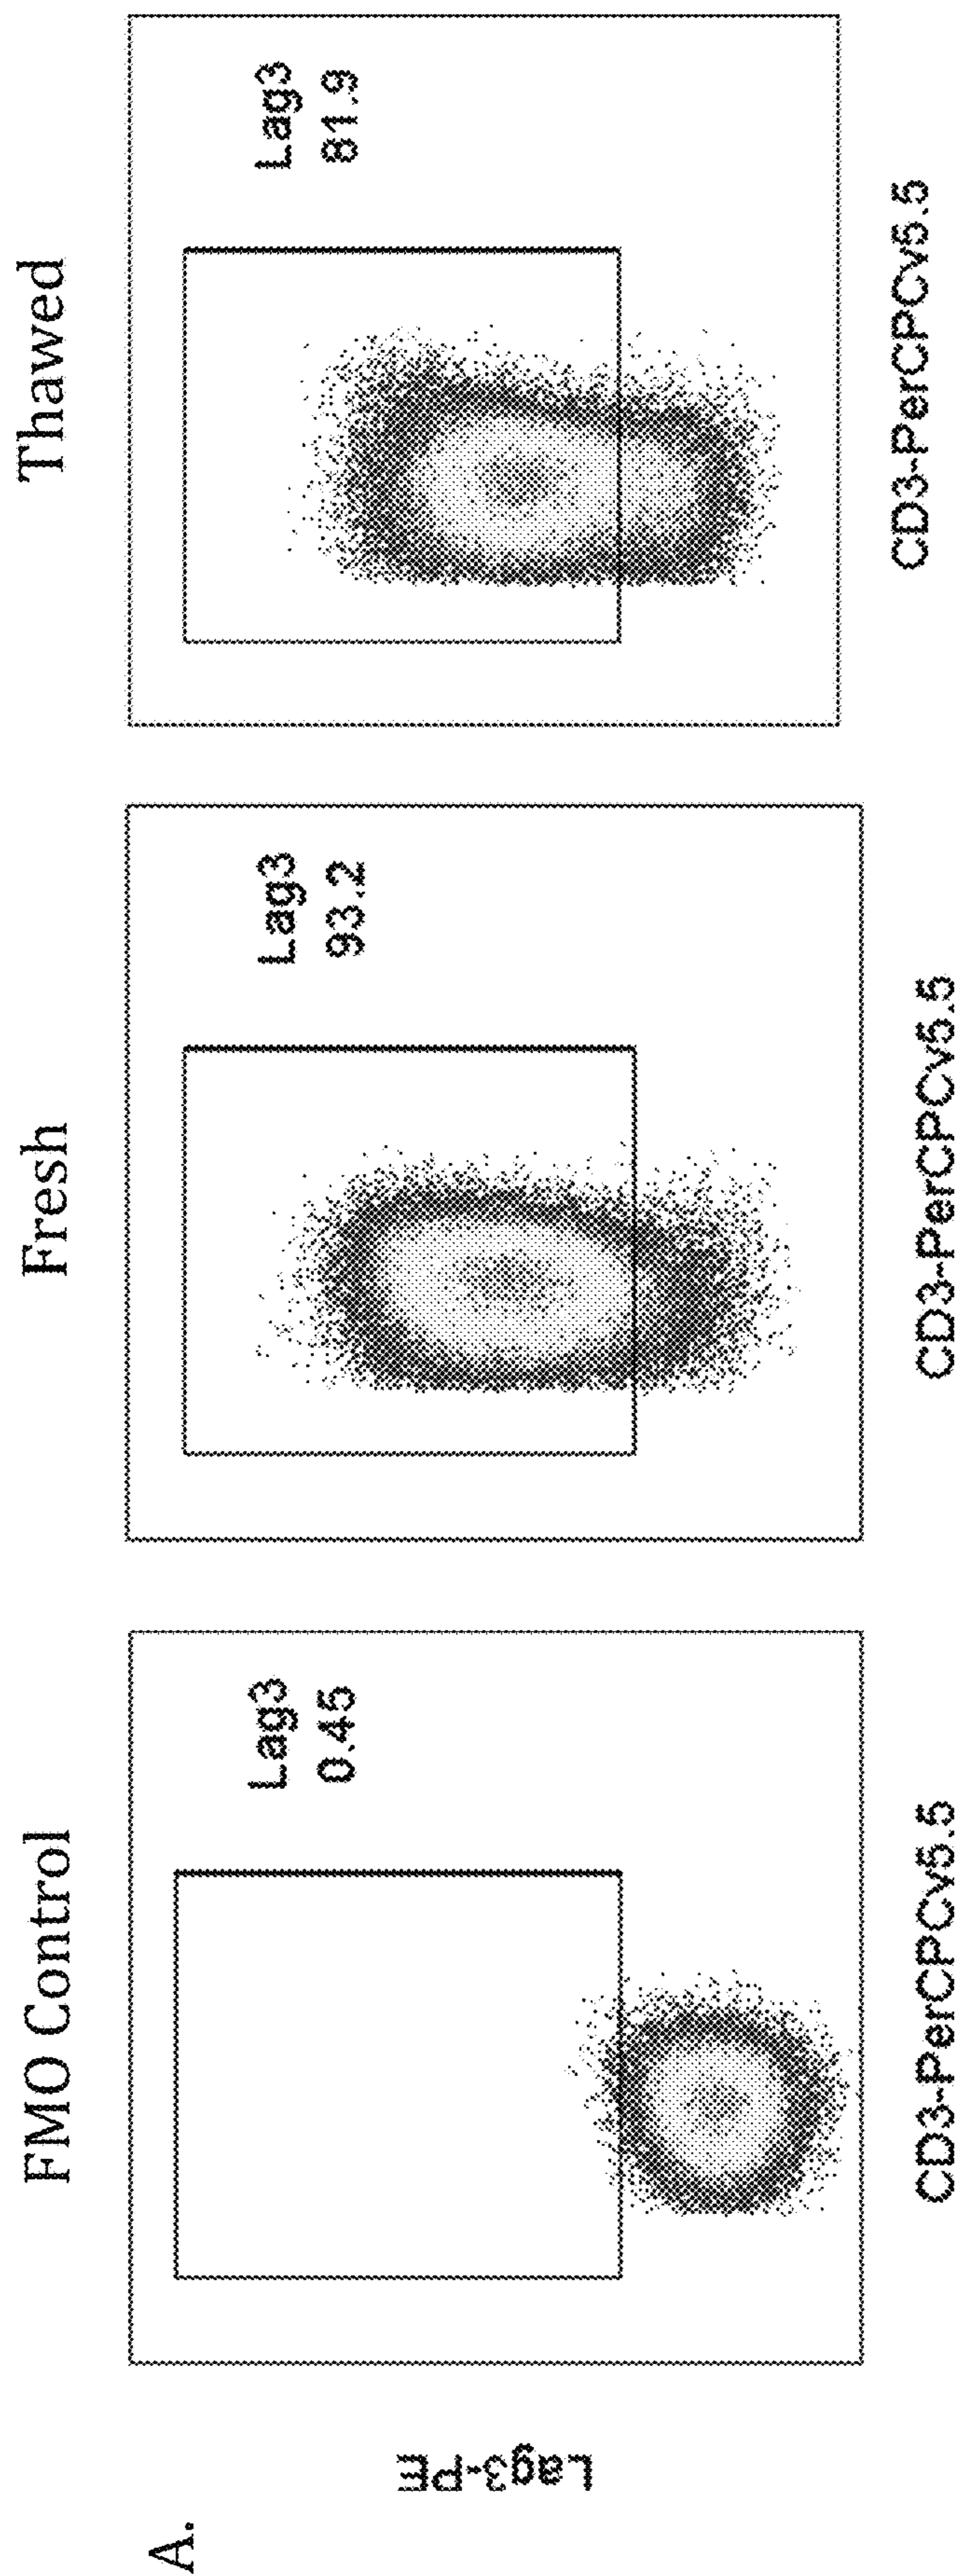 A.
FMO Control
Fresh
Thawed
Lag3-PE
Lag3
0.45
Lag3
93.2
Lag3
81.9
CD3-PerCPCy5.5
CD3-PerCPCy5.5
CD3-PerCPCy5.5